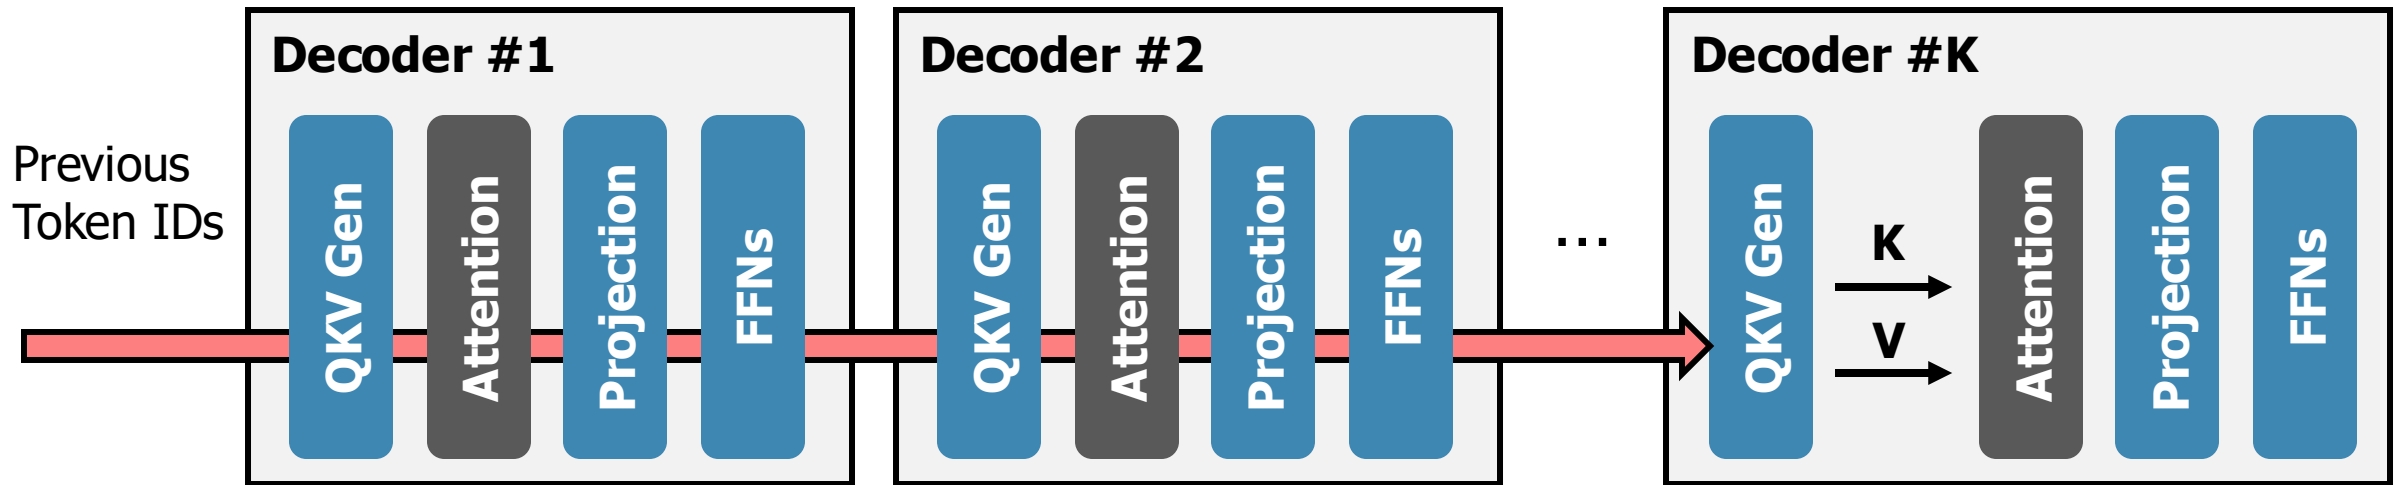 Previous
Token IDs
Decoder #1
QKV Gen
Attention
Projection
FFNs
Decoder #2
QKV Gen
Attention
Projection
FFNs
...
Decoder #K
QKV Gen
K
V
Attention
Projection
FFNs